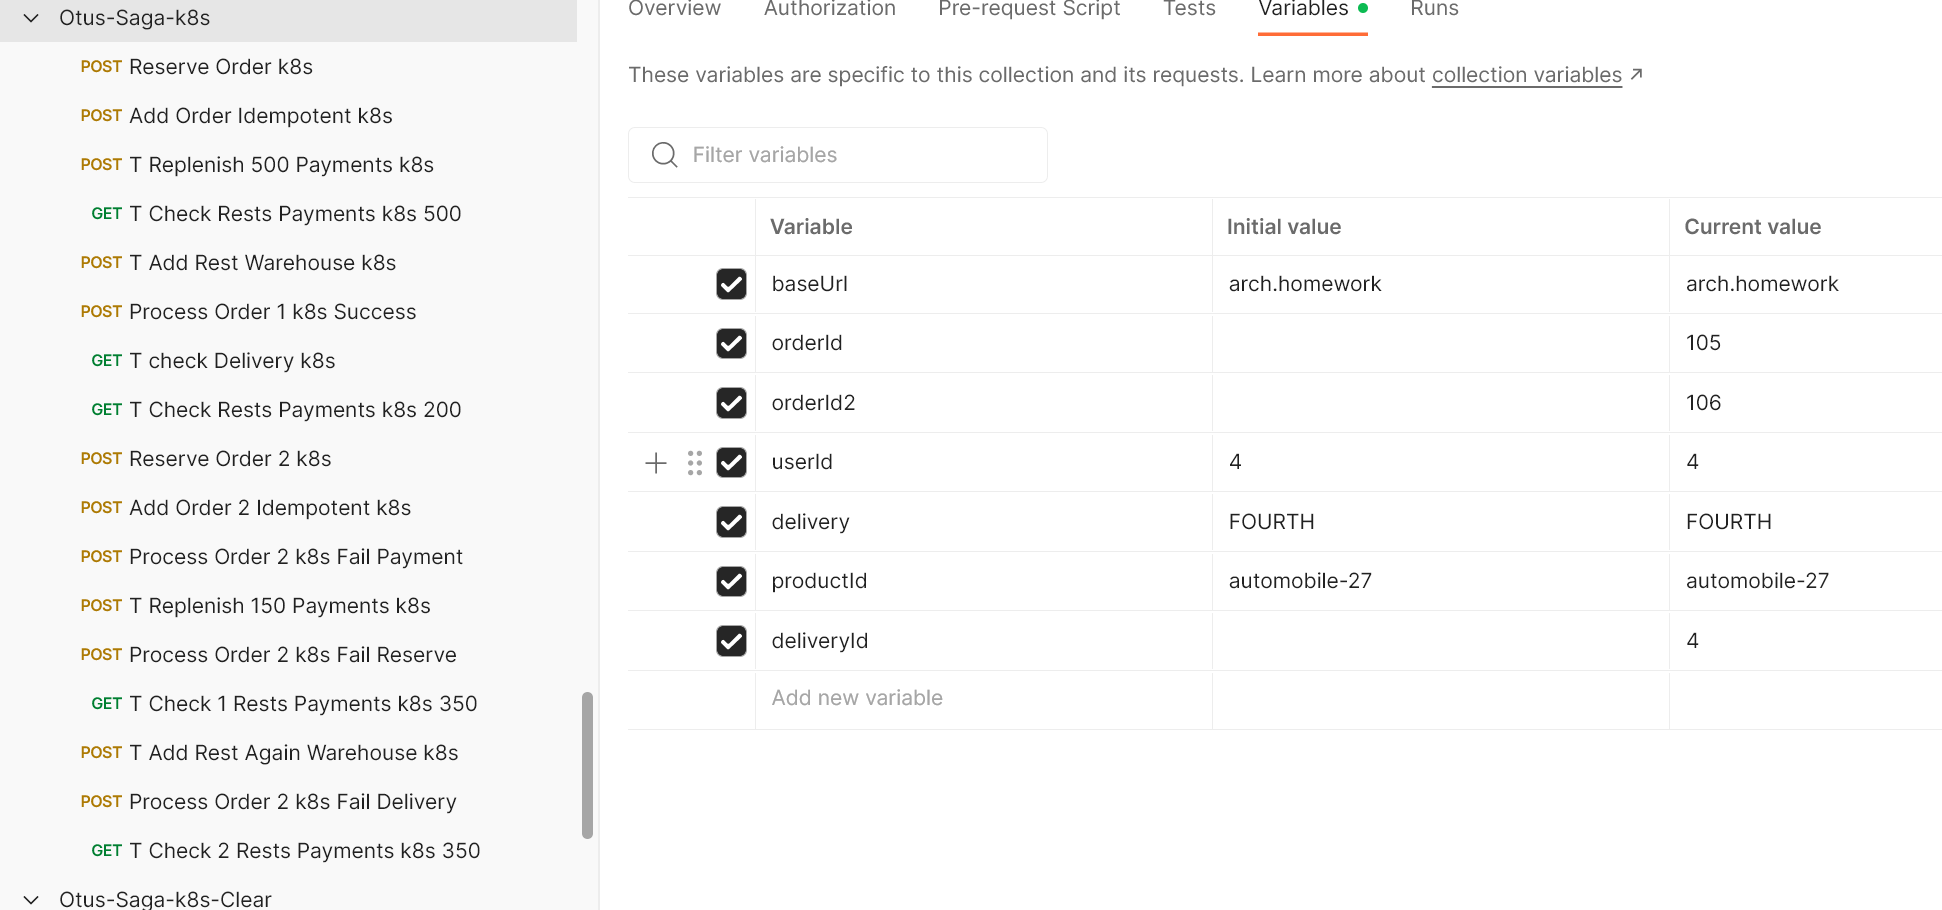 Otus-Saga-k8s
POST Reserve Order k8s
POST Add Order Idempotent k8s
POST T Replenish 500 Payments k8s
GET T Check Rests Payments k8s 500
POST T Add Rest Warehouse k8s
POST Process Order 1 k8s Success
GET T check Delivery k8s
GET T Check Rests Payments k8s 200
POST Reserve Order 2 k8s
POST Add Order 2 Idempotent k8s
POST Process Order 2 k8s Fail Payment
POST T Replenish 150 Payments k8s
POST Process Order 2 k8s Fail Reserve
GET T Check 1 Rests Payments k8s 350
POST T Add Rest Again Warehouse k8s
POST Process Order 2 k8s Fail Delivery
GET T Check 2 Rests Payments k8s 350
Otus-Saga-k8s-Clear
Overview Authorization Pre-request Script Tests Variables Runs
These variables are specific to this collection and its requests. Learn more about collection variables ↗
Filter variables
Variable Initial value Current value
baseUrl arch.homework arch.homework
orderId 105
orderId2 106
userId 4 4
delivery FOURTH FOURTH
productId automobile-27 automobile-27
deliveryId 4
Add new variable